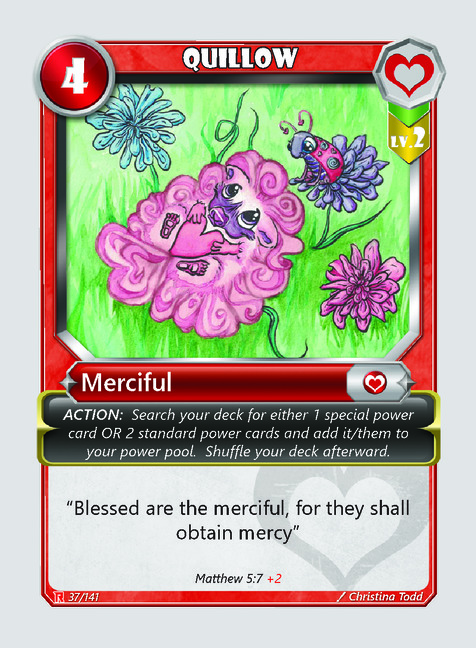 QUILLOW
4
LV.2
Merciful
ACTION: Search your deck for either 1 special power
card OR 2 standard power cards and add it/them to
your power pool. Shuffle your deck afterward.
“Blessed are the merciful, for they shall
obtain mercy”
Matthew 5:7 +2
R 37/141
Christina Todd